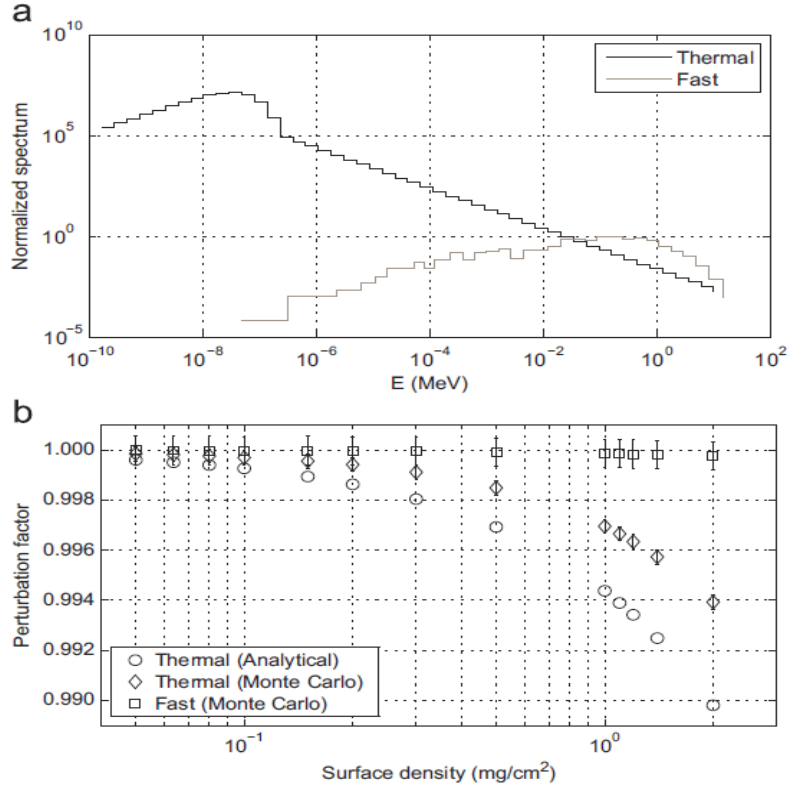 a
10^10
10^5
10^0
10^−5
Normalized spectrum
Thermal
Fast
10^−10
10^−8
10^−6
10^−4
10^−2
10^0
10^2
E (MeV)
b
1.000
0.998
0.996
0.994
0.992
0.990
Perturbation factor
Thermal (Analytical)
Thermal (Monte Carlo)
Fast (Monte Carlo)
10^−1
10^0
Surface density (mg/cm^2)